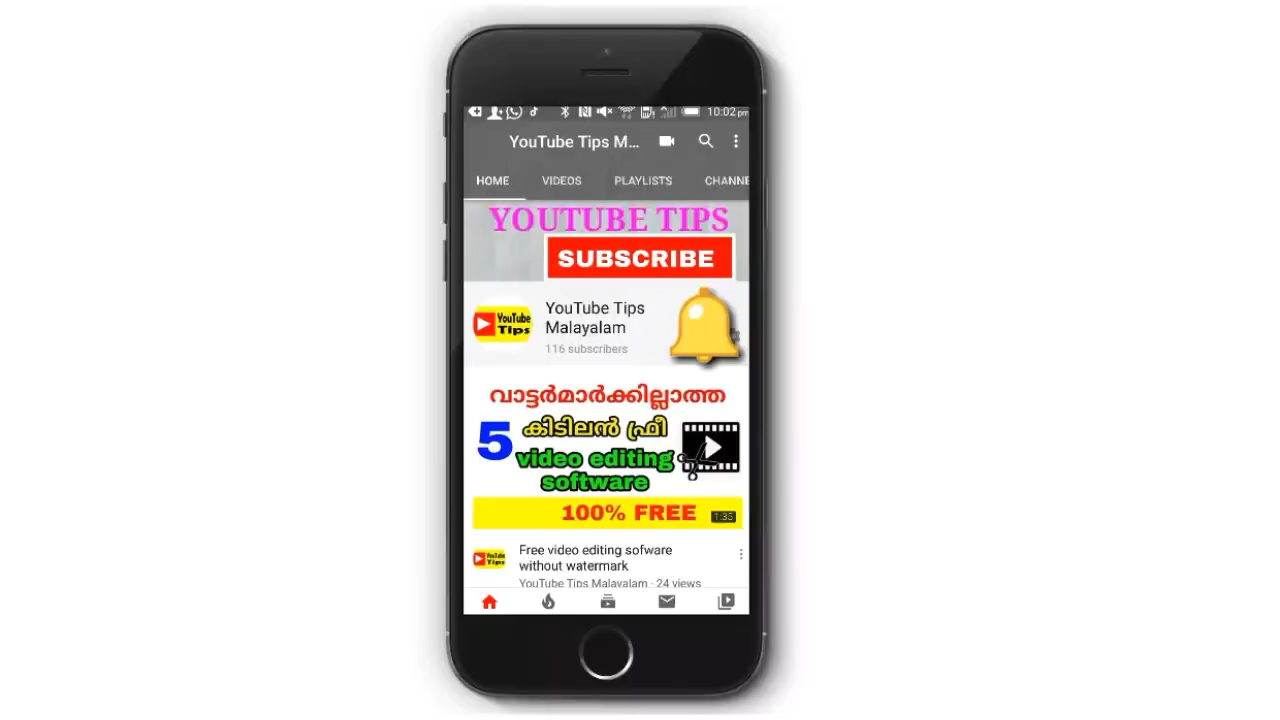 10:02 pm
YouTube Tips M...
HOME VIDEOS PLAYLISTS CHANNE
YOUTUBE TIPS
SUBSCRIBE
YouTube
Tips
YouTube Tips
Malayalam
116 subscribers
വാട്ടർമാർക്കില്ലാത്ത
5 കിടിലൻ ഫ്രീ
video editing
software
100% FREE
1:35
YouTube
Tips
Free video editing sofware
without watermark
YouTube Tips Malayalam · 24 views